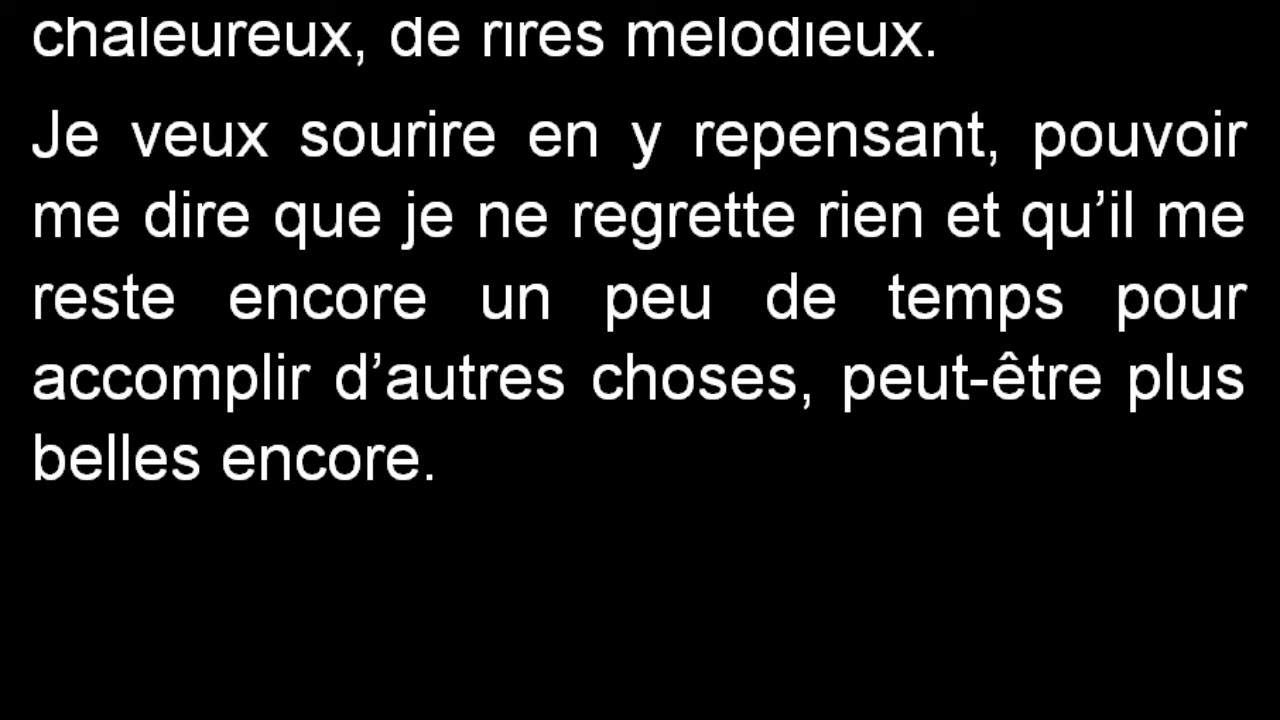 chaleureux, de rires mélodieux.
Je veux sourire en y repensant, pouvoir
me dire que je ne regrette rien et qu’il me
reste encore un peu de temps pour
accomplir d’autres choses, peut-être plus
belles encore.